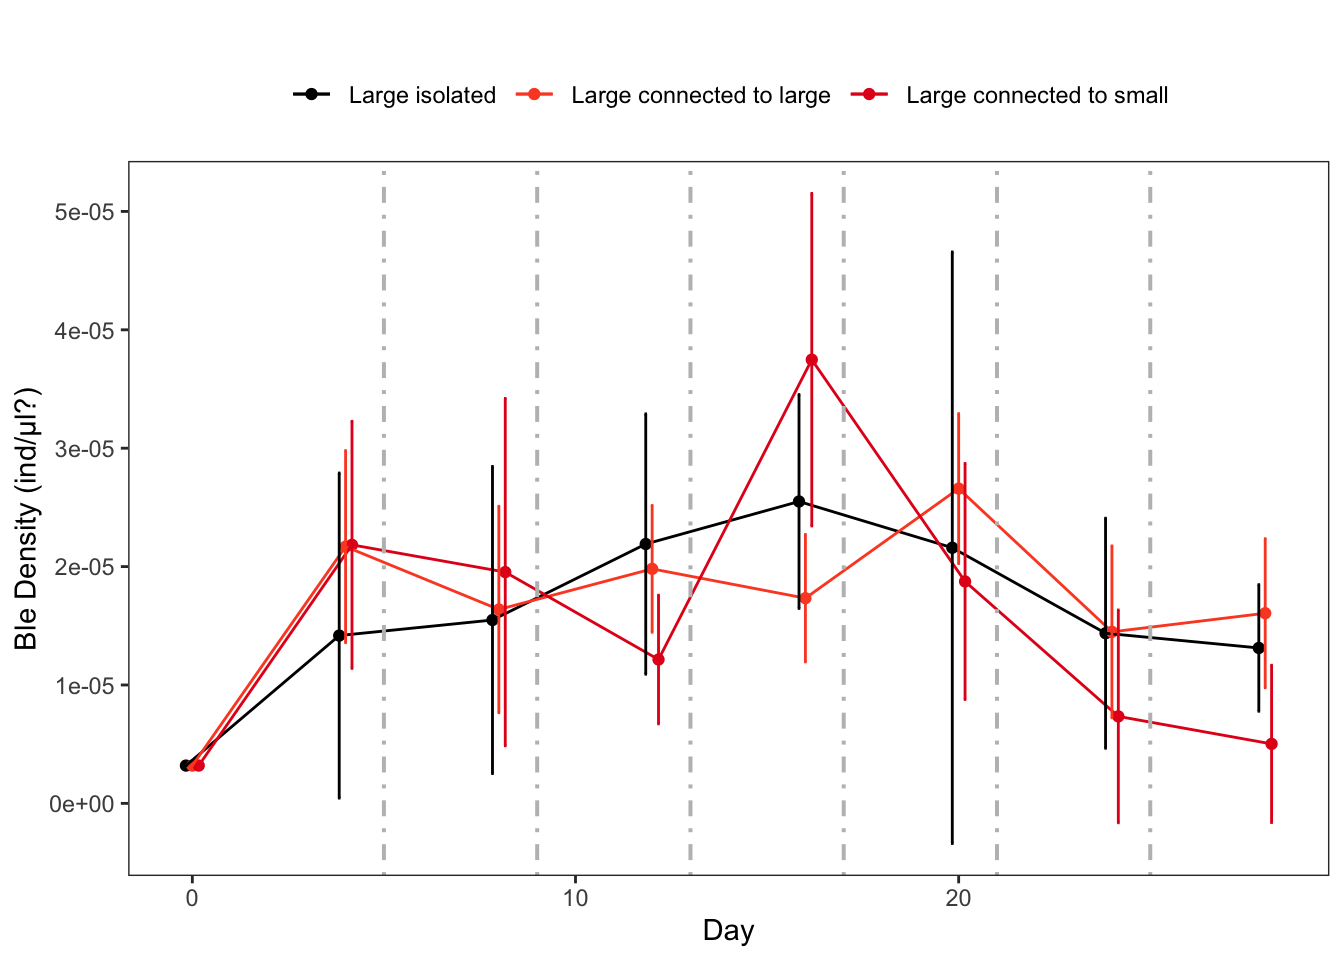 Large isolated Large connected to large Large connected to small
Ble Density (ind/µl?)
5e-05
4e-05
3e-05
2e-05
1e-05
0e+00
0 10 20
Day